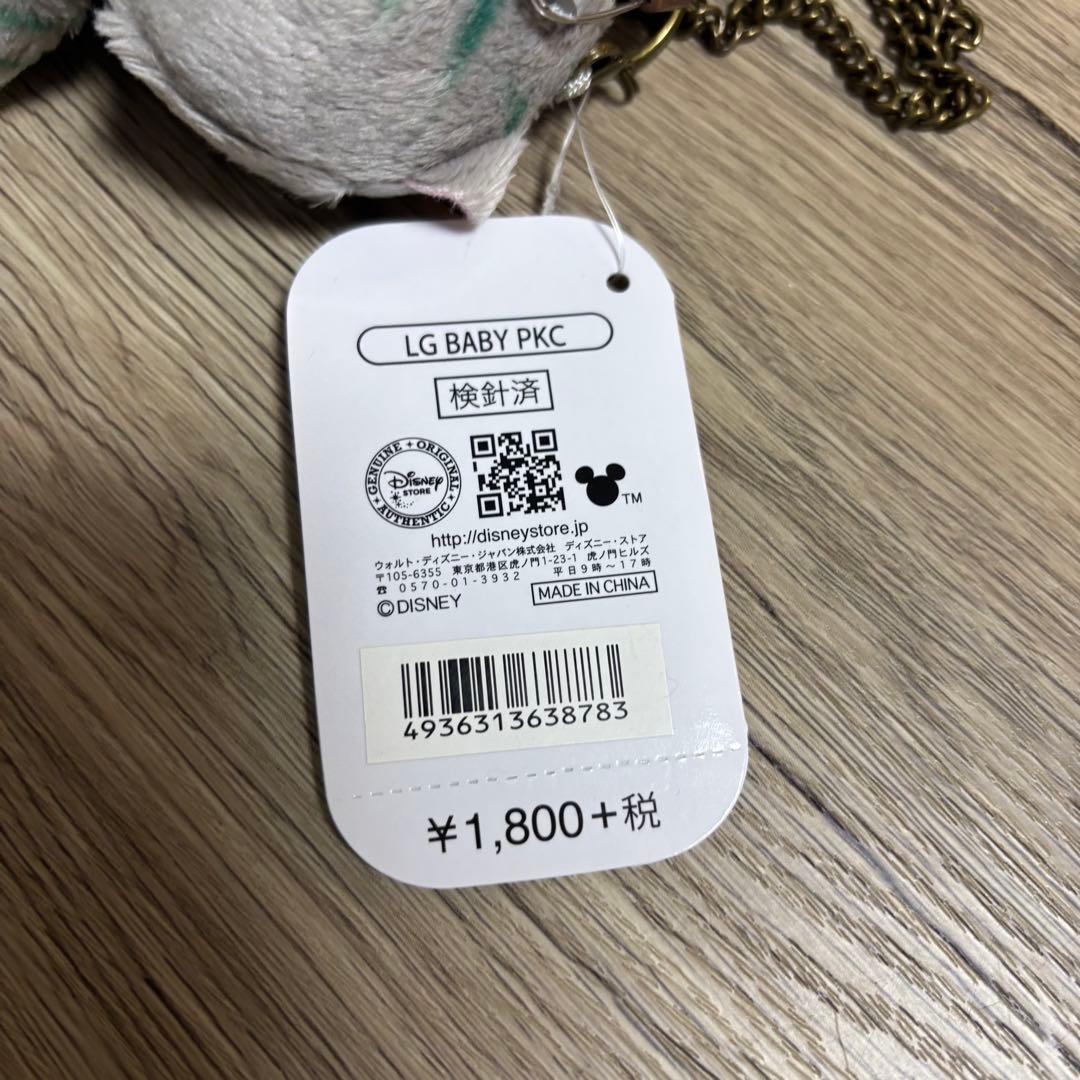 LG BABY PKC
検針済
GENUINE ORIGINAL
Disney
STORE
AUTHENTIC
TM
http://disneystore.jp
ウォルト・ディズニー・ジャパン株式会社 ディズニー・ストア
〒105-6355 東京都港区虎ノ門1-23-1 虎ノ門ヒルズ
☎ 0570-01-3932 平日9時～17時
©DISNEY
MADE IN CHINA
4936313638783
¥1,800+税